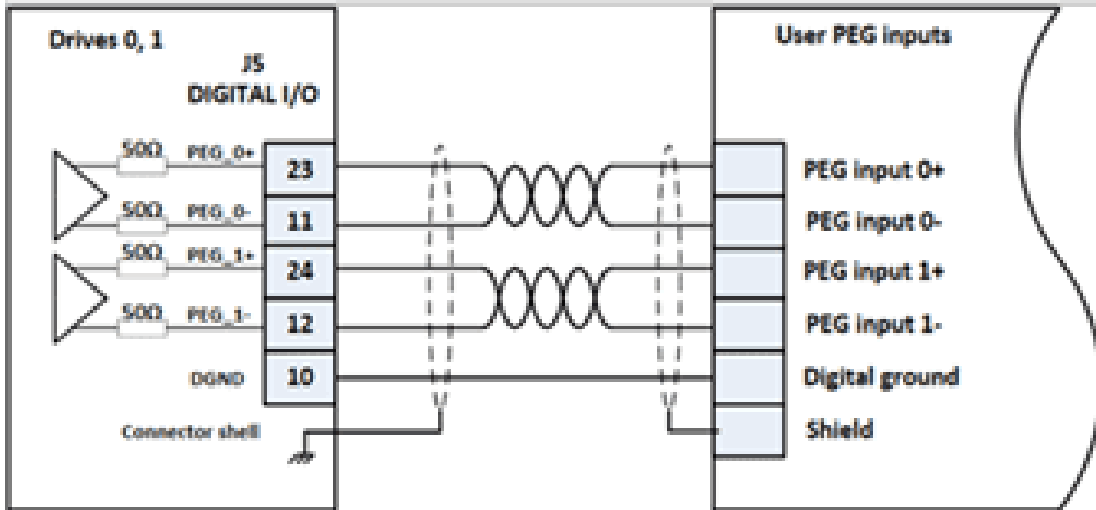 Drives 0, 1
J5
DIGITAL I/O
User PEG inputs
50Ω PEG_0+ 23 PEG input 0+
50Ω PEG_0- 11 PEG input 0-
50Ω PEG_1+ 24 PEG input 1+
50Ω PEG_1- 12 PEG input 1-
DGND 10 Digital ground
Connector shell Shield